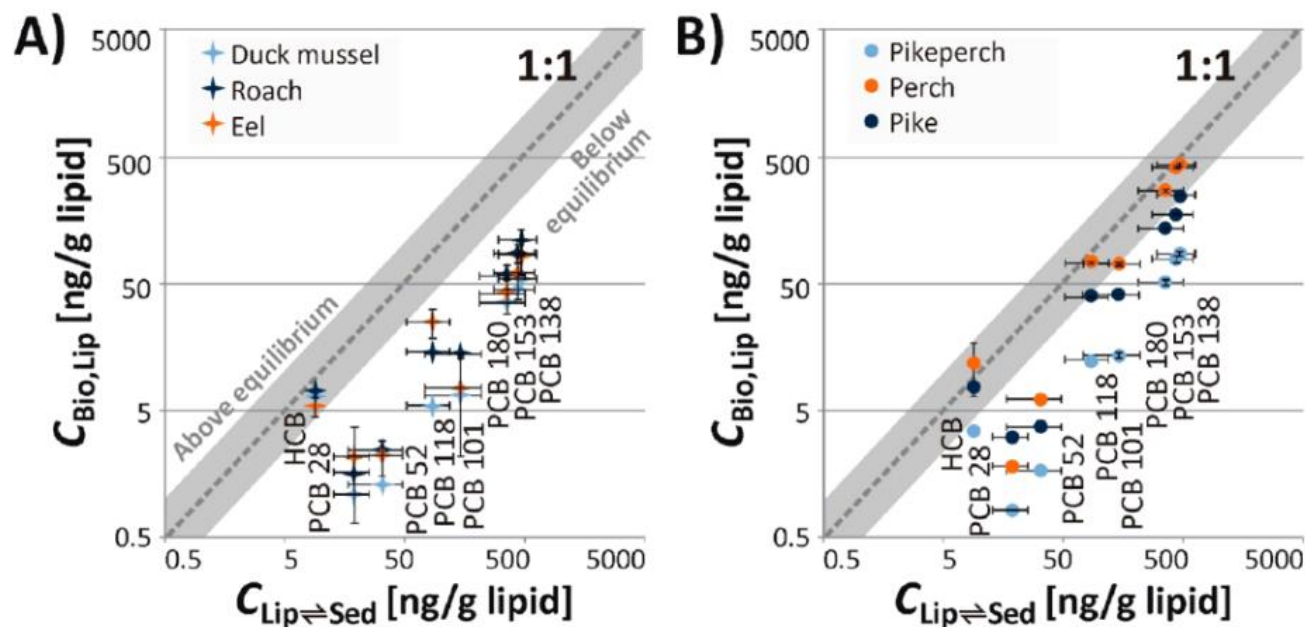 A)
5000
500
50
5
0.5
C Bio,Lip [ng/g lipid]
Duck mussel
Roach
Eel
1:1
Above equilibrium
Below
equilibrium
HCB
PCB 28
PCB 52
PCB 118
PCB 101
PCB 180
PCB 153
PCB 138
0.5
5
50
500
5000
C Lip⇌Sed [ng/g lipid]
B)
5000
500
50
5
0.5
C Bio,Lip [ng/g lipid]
Pikeperch
Perch
Pike
1:1
HCB
PCB 28
PCB 52
PCB 118
PCB 101
PCB 180
PCB 153
PCB 138
0.5
5
50
500
5000
C Lip⇌Sed [ng/g lipid]